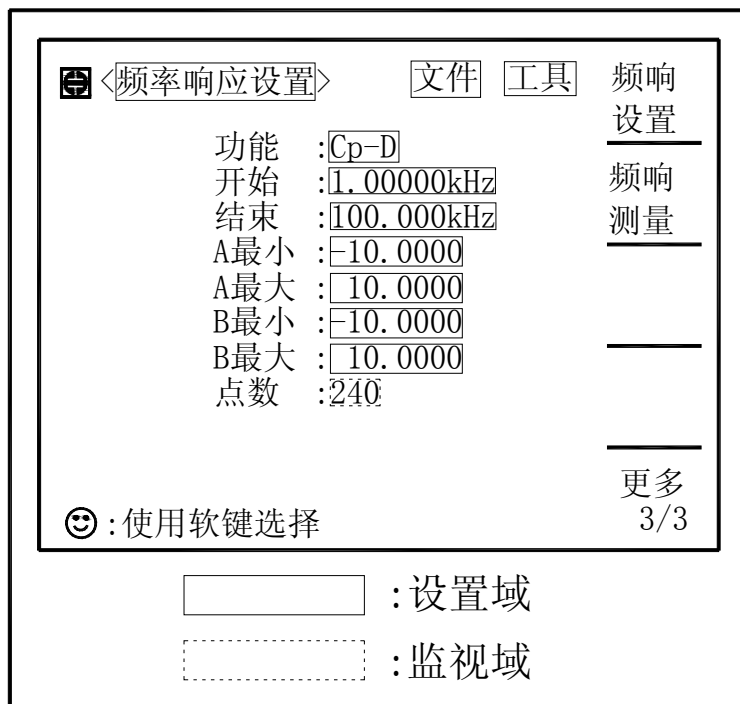 <频率响应设置> 文件 工具
功能 :Cp-D
开始 :1.00000kHz
结束 :100.000kHz
A最小 :-10.0000
A最大 : 10.0000
B最小 :-10.0000
B最大 : 10.0000
点数 :240
:使用软键选择
频响
设置
频响
测量
更多
3/3
:设置域
:监视域